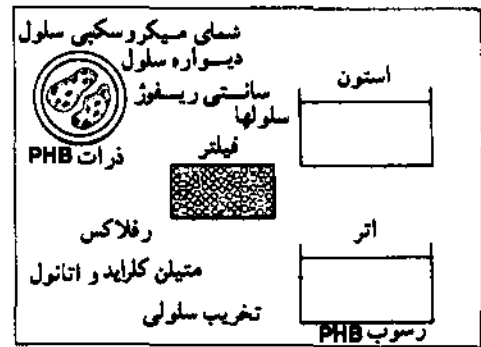 شمای میکروسکپی سلول
دیواره سلول
سانتی ریفوژ
سلولها
ذرات PHB
استون
فیلتر
رفلاکس
متیلن کلراید و اتانول
تخریب سلولی
اتر
رسوب PHB